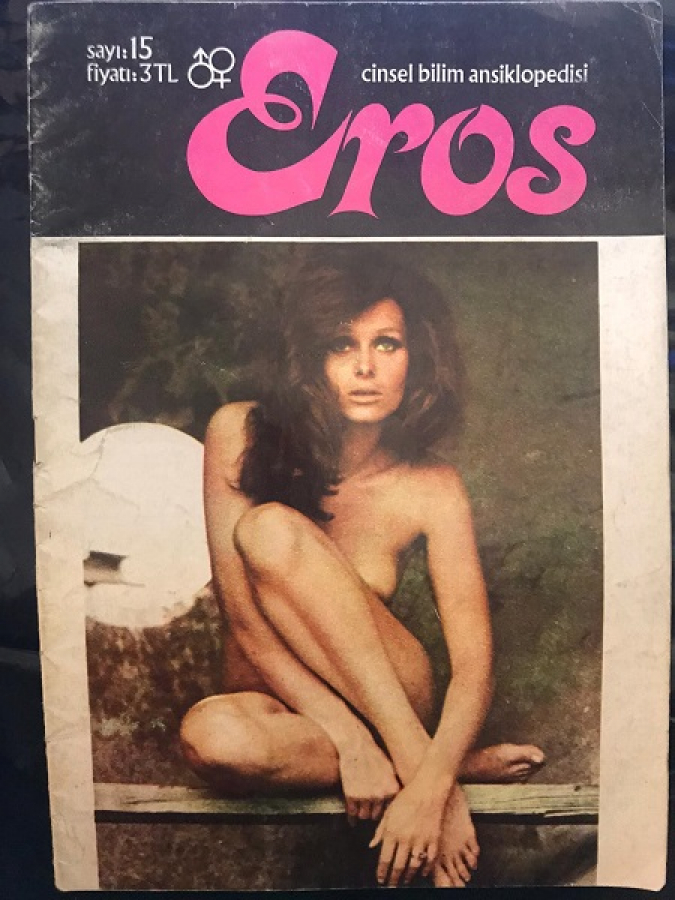 sayı:15
fiyatı:3TL
cinsel bilim ansiklopedisi
Eros